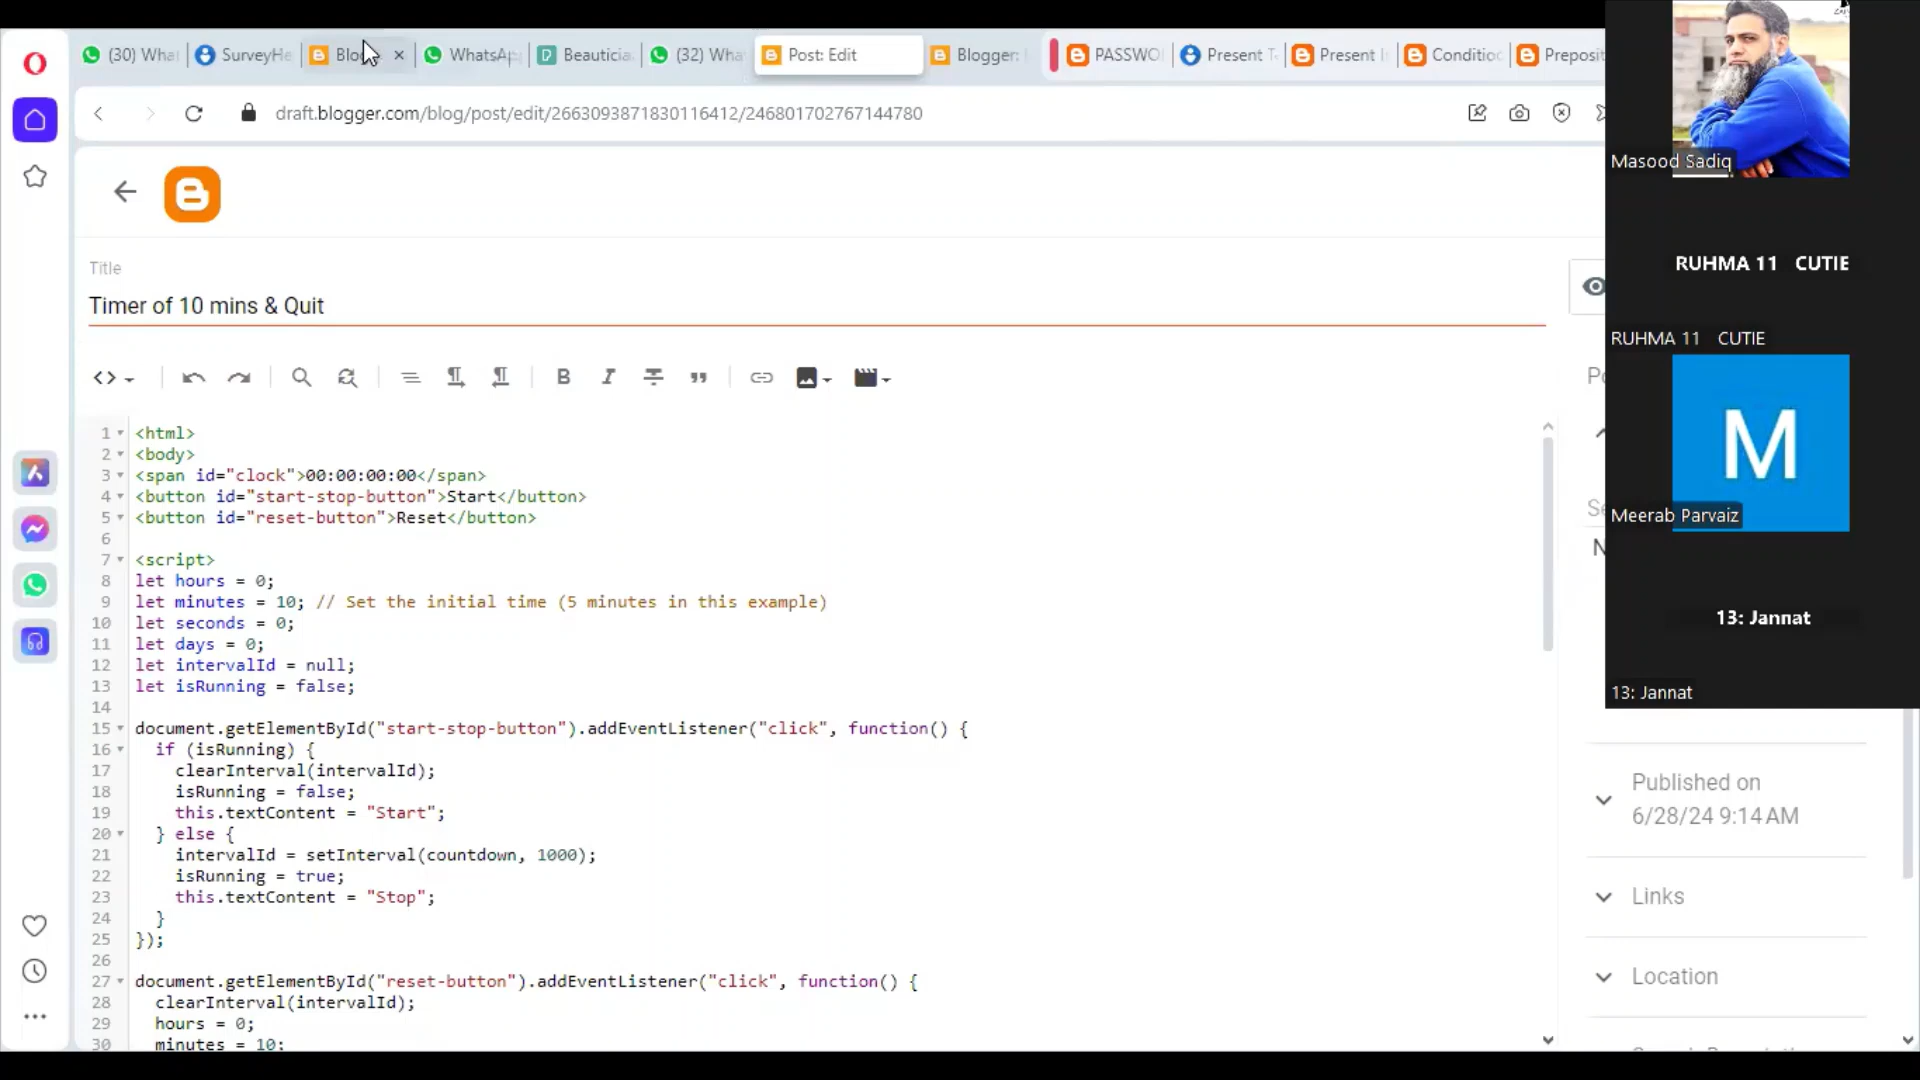 (30) Wha
SurveyHe
Blog
WhatsAp
Beauticia
(32) Wha
Post: Edit
Blogger:
PASSWO
Present T
Present I
Conditio
Preposit
draft.blogger.com/blog/post/edit/2663093871830116412/246801702767144780
Title
Timer of 10 mins & Quit
1 <html>
2 <body>
3 <span id="clock">00:00:00:00</span>
4 <button id="start-stop-button">Start</button>
5 <button id="reset-button">Reset</button>
6
7 <script>
8 let hours = 0;
9 let minutes = 10; // Set the initial time (5 minutes in this example)
10 let seconds = 0;
11 let days = 0;
12 let intervalId = null;
13 let isRunning = false;
14
15 document.getElementById("start-stop-button").addEventListener("click", function() {
16 if (isRunning) {
17 clearInterval(intervalId);
18 isRunning = false;
19 this.textContent = "Start";
20 } else {
21 intervalId = setInterval(countdown, 1000);
22 isRunning = true;
23 this.textContent = "Stop";
24 }
25 });
26
27 document.getElementById("reset-button").addEventListener("click", function() {
28 clearInterval(intervalId);
29 hours = 0;
30 minutes = 10;
Masood Sadiq
RUHMA 11 CUTIE
RUHMA 11 CUTIE
M
Meerab Parvaiz
13: Jannat
13: Jannat
Published on
6/28/24 9:14 AM
Links
Location